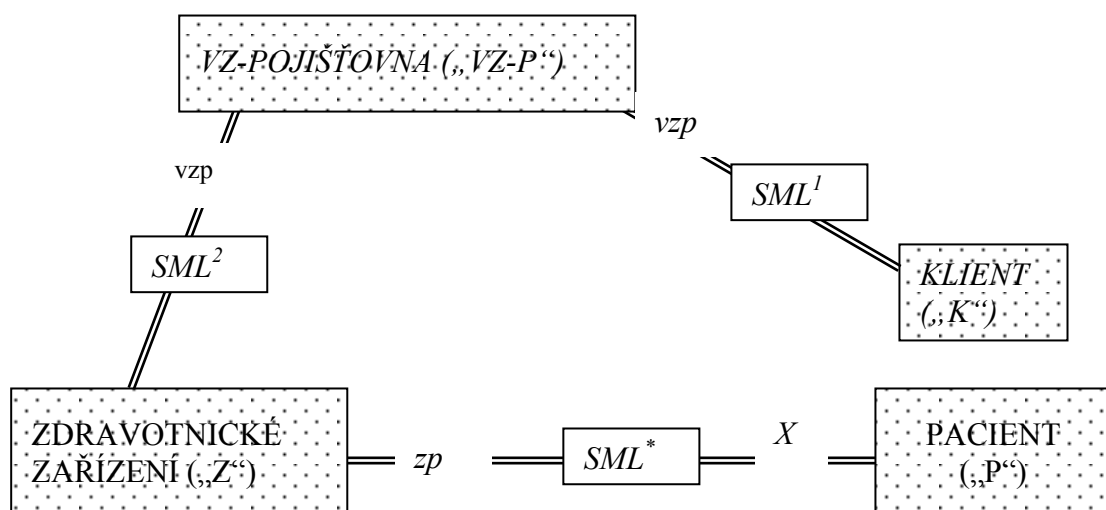 VZ-POJIŠŤOVNA („VZ-P“)
vzp
vzp
SML1
SML2
KLIENT
(„K“)
ZDRAVOTNICKÉ
ZAŘÍZENÍ („Z“)
zp
SML*
X
PACIENT
(„P“)